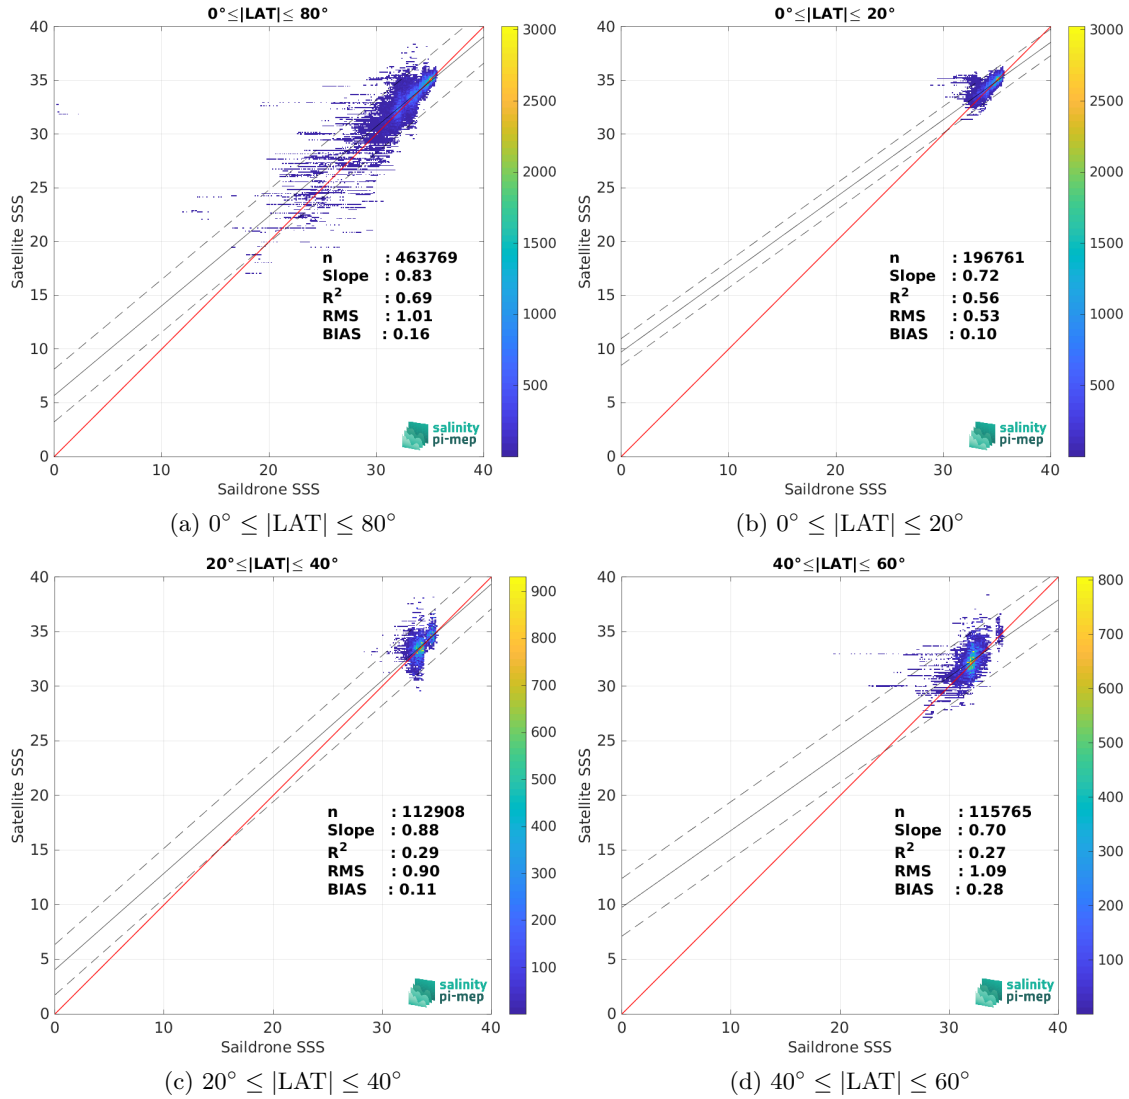 0°≤|LAT|≤ 80°
40
35
30
25
20
15
10
5
0
Satellite SSS
n : 463769
Slope : 0.83
R² : 0.69
RMS : 1.01
BIAS : 0.16
salinity
pi-mep
0 10 20 30 40
Saildrone SSS
3000
2500
2000
1500
1000
500
(a) 0° ≤ |LAT| ≤ 80°
0°≤|LAT|≤ 20°
40
35
30
25
20
15
10
5
0
Satellite SSS
n : 196761
Slope : 0.72
R² : 0.56
RMS : 0.53
BIAS : 0.10
salinity
pi-mep
0 10 20 30 40
Saildrone SSS
3000
2500
2000
1500
1000
500
(b) 0° ≤ |LAT| ≤ 20°
20°≤|LAT|≤ 40°
40
35
30
25
20
15
10
5
0
Satellite SSS
n : 112908
Slope : 0.88
R² : 0.29
RMS : 0.90
BIAS : 0.11
salinity
pi-mep
0 10 20 30 40
Saildrone SSS
900
800
700
600
500
400
300
200
100
(c) 20° ≤ |LAT| ≤ 40°
40°≤|LAT|≤ 60°
40
35
30
25
20
15
10
5
0
Satellite SSS
n : 115765
Slope : 0.70
R² : 0.27
RMS : 1.09
BIAS : 0.28
salinity
pi-mep
0 10 20 30 40
Saildrone SSS
800
700
600
500
400
300
200
100
(d) 40° ≤ |LAT| ≤ 60°